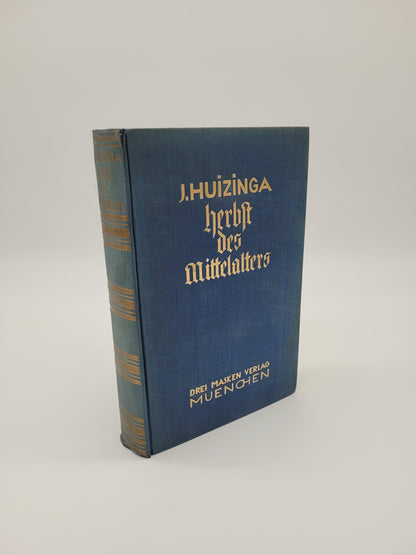 J. HUIZINGA
Herbst
des
Mittelalters
DREI MASKEN VERLAG
MUENCHEN